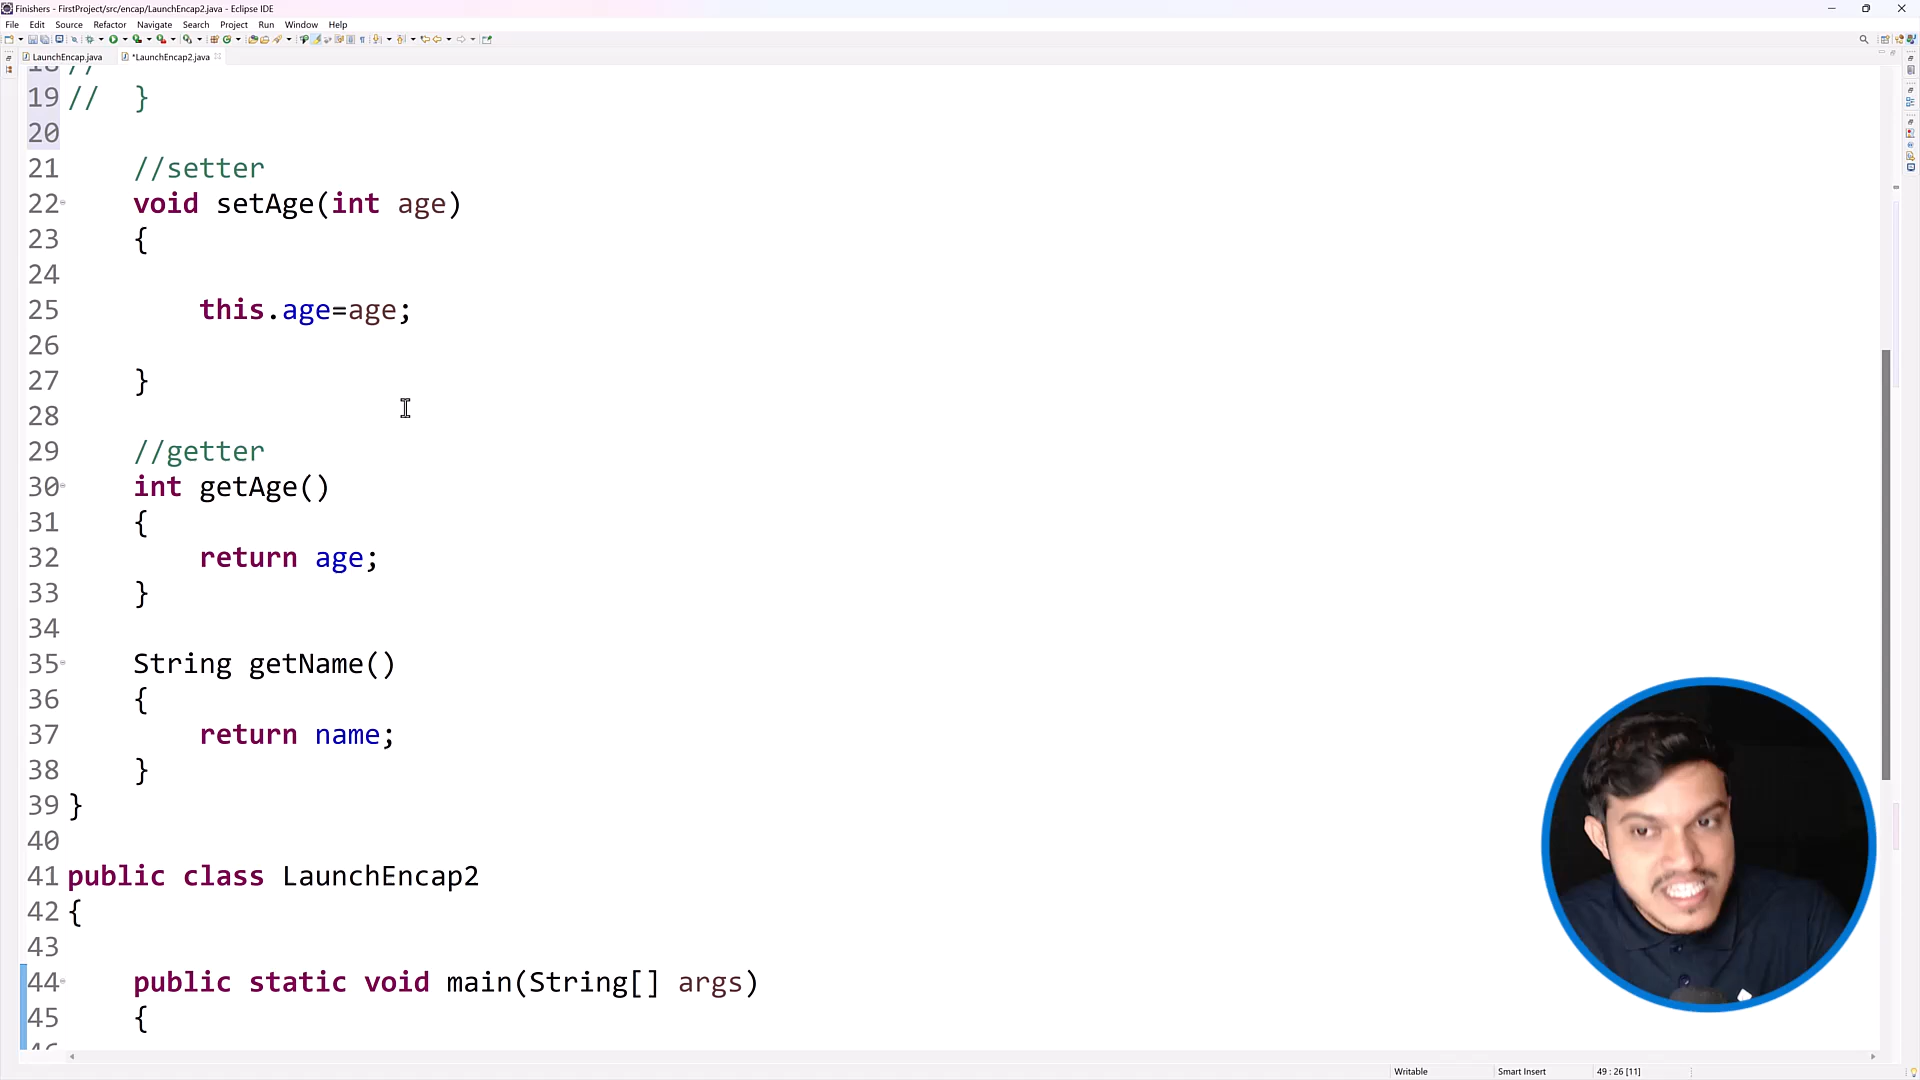 Finishers - FirstProject/src/encap/LaunchEncap2.java - Eclipse IDE
File Edit Source Refactor Navigate Search Project Run Window Help
LaunchEncap.java *LaunchEncap2.java
18 //
19 // }
20
21 //setter
22 void setAge(int age)
23 {
24
25 this.age=age;
26
27 }
28
29 //getter
30 int getAge()
31 {
32 return age;
33 }
34
35 String getName()
36 {
37 return name;
38 }
39 }
40
41 public class LaunchEncap2
42 {
43
44 public static void main(String[] args)
45 {
46
Writable Smart Insert 49 : 26 [11]